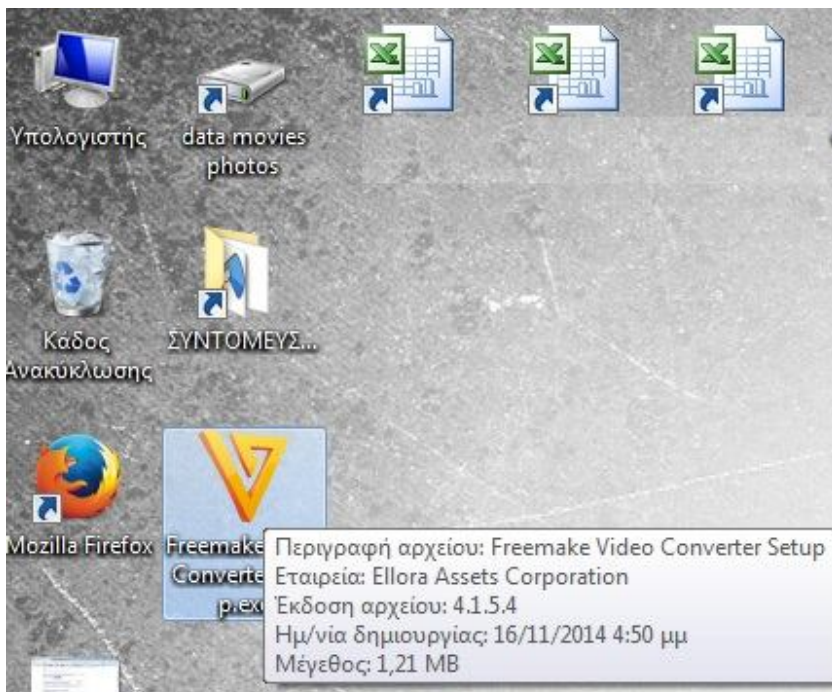 Υπολογιστής
data movies
photos
Κάδος
Ανακύκλωσης
ΣΥΝΤΟΜΕΥΣ...
Mozilla Firefox
Freemake
Converte
p.ex
Περιγραφή αρχείου: Freemake Video Converter Setup
Εταιρεία: Ellora Assets Corporation
Έκδοση αρχείου: 4.1.5.4
Ημ/νία δημιουργίας: 16/11/2014 4:50 μμ
Μέγεθος: 1,21 MB